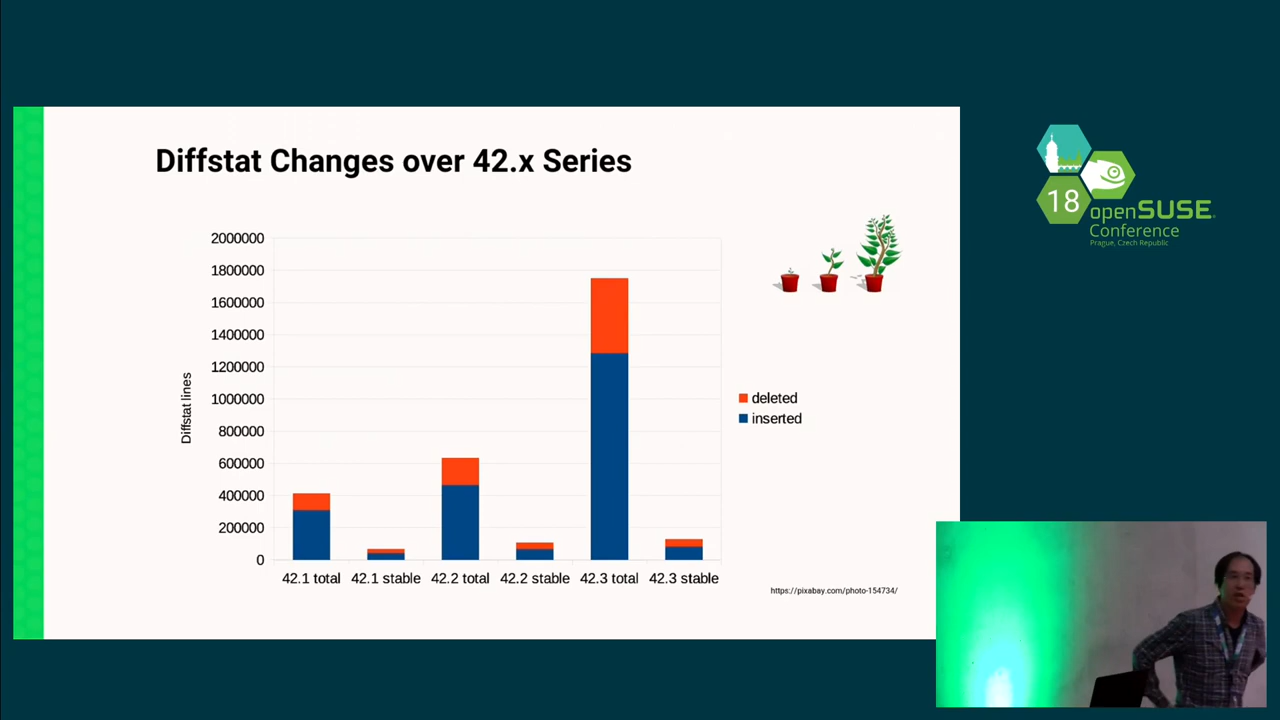 Diffstat Changes over 42.x Series
2000000
1800000
1600000
1400000
1200000
1000000
800000
600000
400000
200000
0
Diffstat lines
42.1 total
42.1 stable
42.2 total
42.2 stable
42.3 total
42.3 stable
deleted
inserted
https://pixabay.com/photo-154734/
18
openSUSE
Conference
Prague, Czech Republic